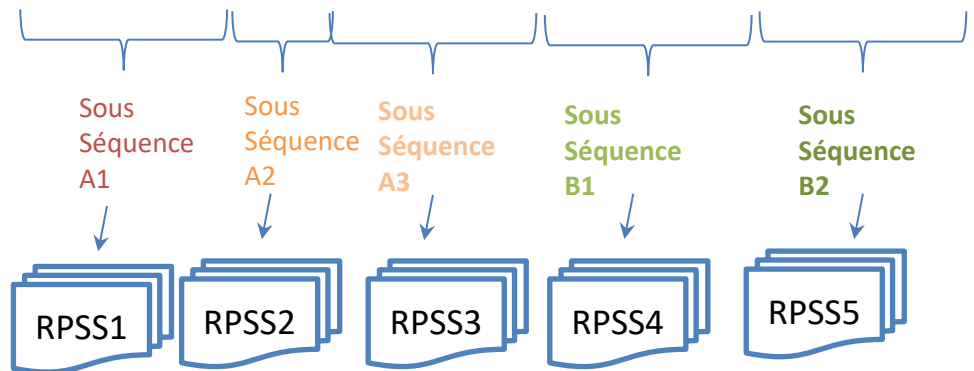 Sous
Séquence
A1
Sous
Séquence
A2
Sous
Séquence
A3
Sous
Séquence
B1
Sous
Séquence
B2
RPSS1
RPSS2
RPSS3
RPSS4
RPSS5